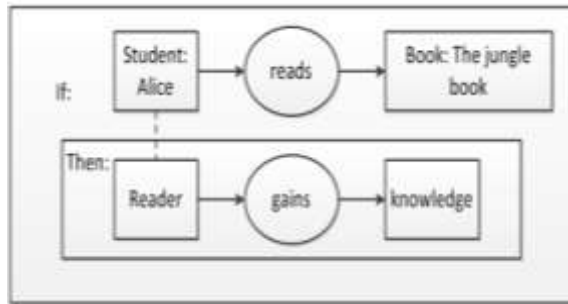 If:
Student:
Alice
reads
Book: The jungle
book
Then:
Reader
gains
knowledge